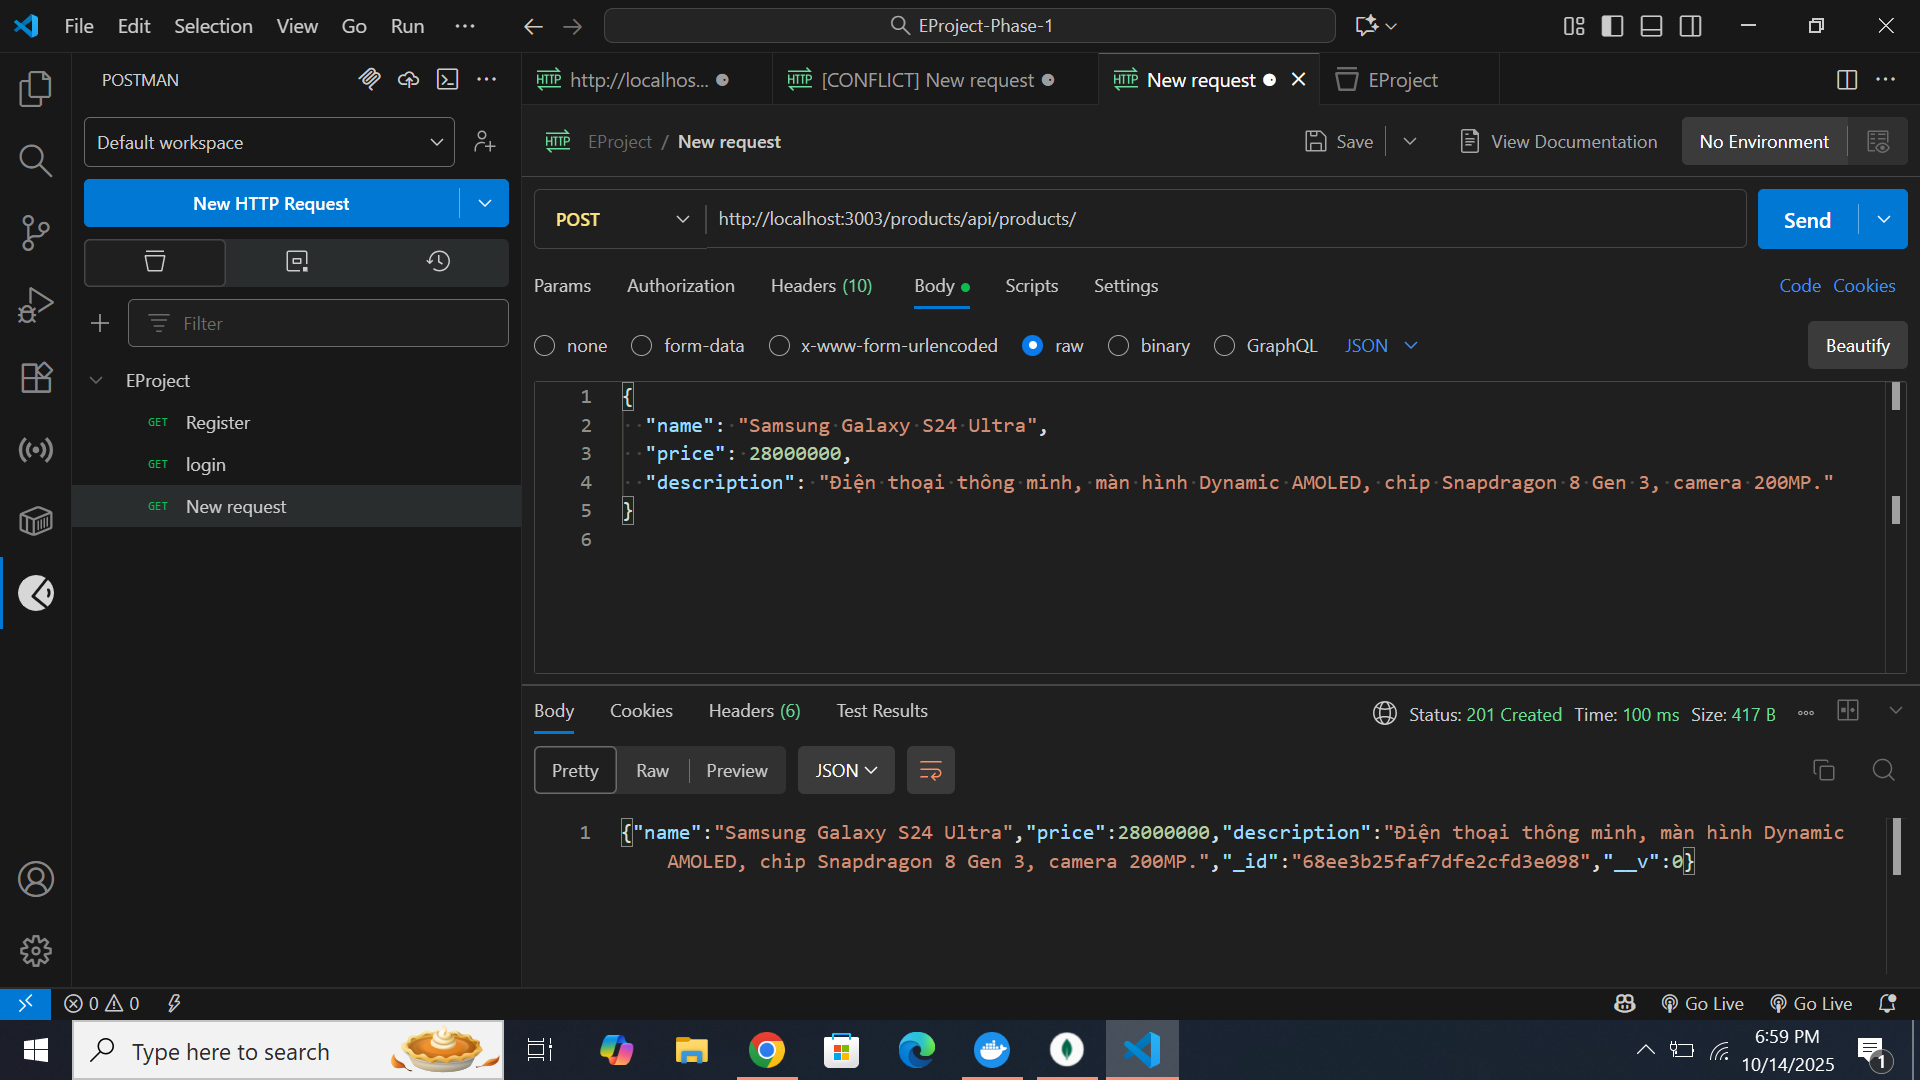 File Edit Selection View Go Run ···
EProject-Phase-1
POSTMAN
Default workspace
New HTTP Request
Filter
EProject
GET Register
GET login
GET New request
HTTP http://localhos...
HTTP [CONFLICT] New request
HTTP New request
EProject
HTTP EProject / New request
Save
View Documentation
No Environment
POST
http://localhost:3003/products/api/products/
Send
Params Authorization Headers (10) Body Scripts Settings
Code Cookies
none form-data x-www-form-urlencoded raw binary GraphQL JSON
Beautify
1 {
2 "name": "Samsung Galaxy S24 Ultra",
3 "price": 28000000,
4 "description": "Điện thoại thông minh, màn hình Dynamic AMOLED, chip Snapdragon 8 Gen 3, camera 200MP."
5 }
6
Body Cookies Headers (6) Test Results
Status: 201 Created Time: 100 ms Size: 417 B
Pretty Raw Preview JSON
1 {"name":"Samsung Galaxy S24 Ultra","price":28000000,"description":"Điện thoại thông minh, màn hình Dynamic
AMOLED, chip Snapdragon 8 Gen 3, camera 200MP.","_id":"68ee3b25faf7dfe2cfd3e098","__v":0}
0 0
Go Live Go Live
Type here to search
6:59 PM
10/14/2025
1